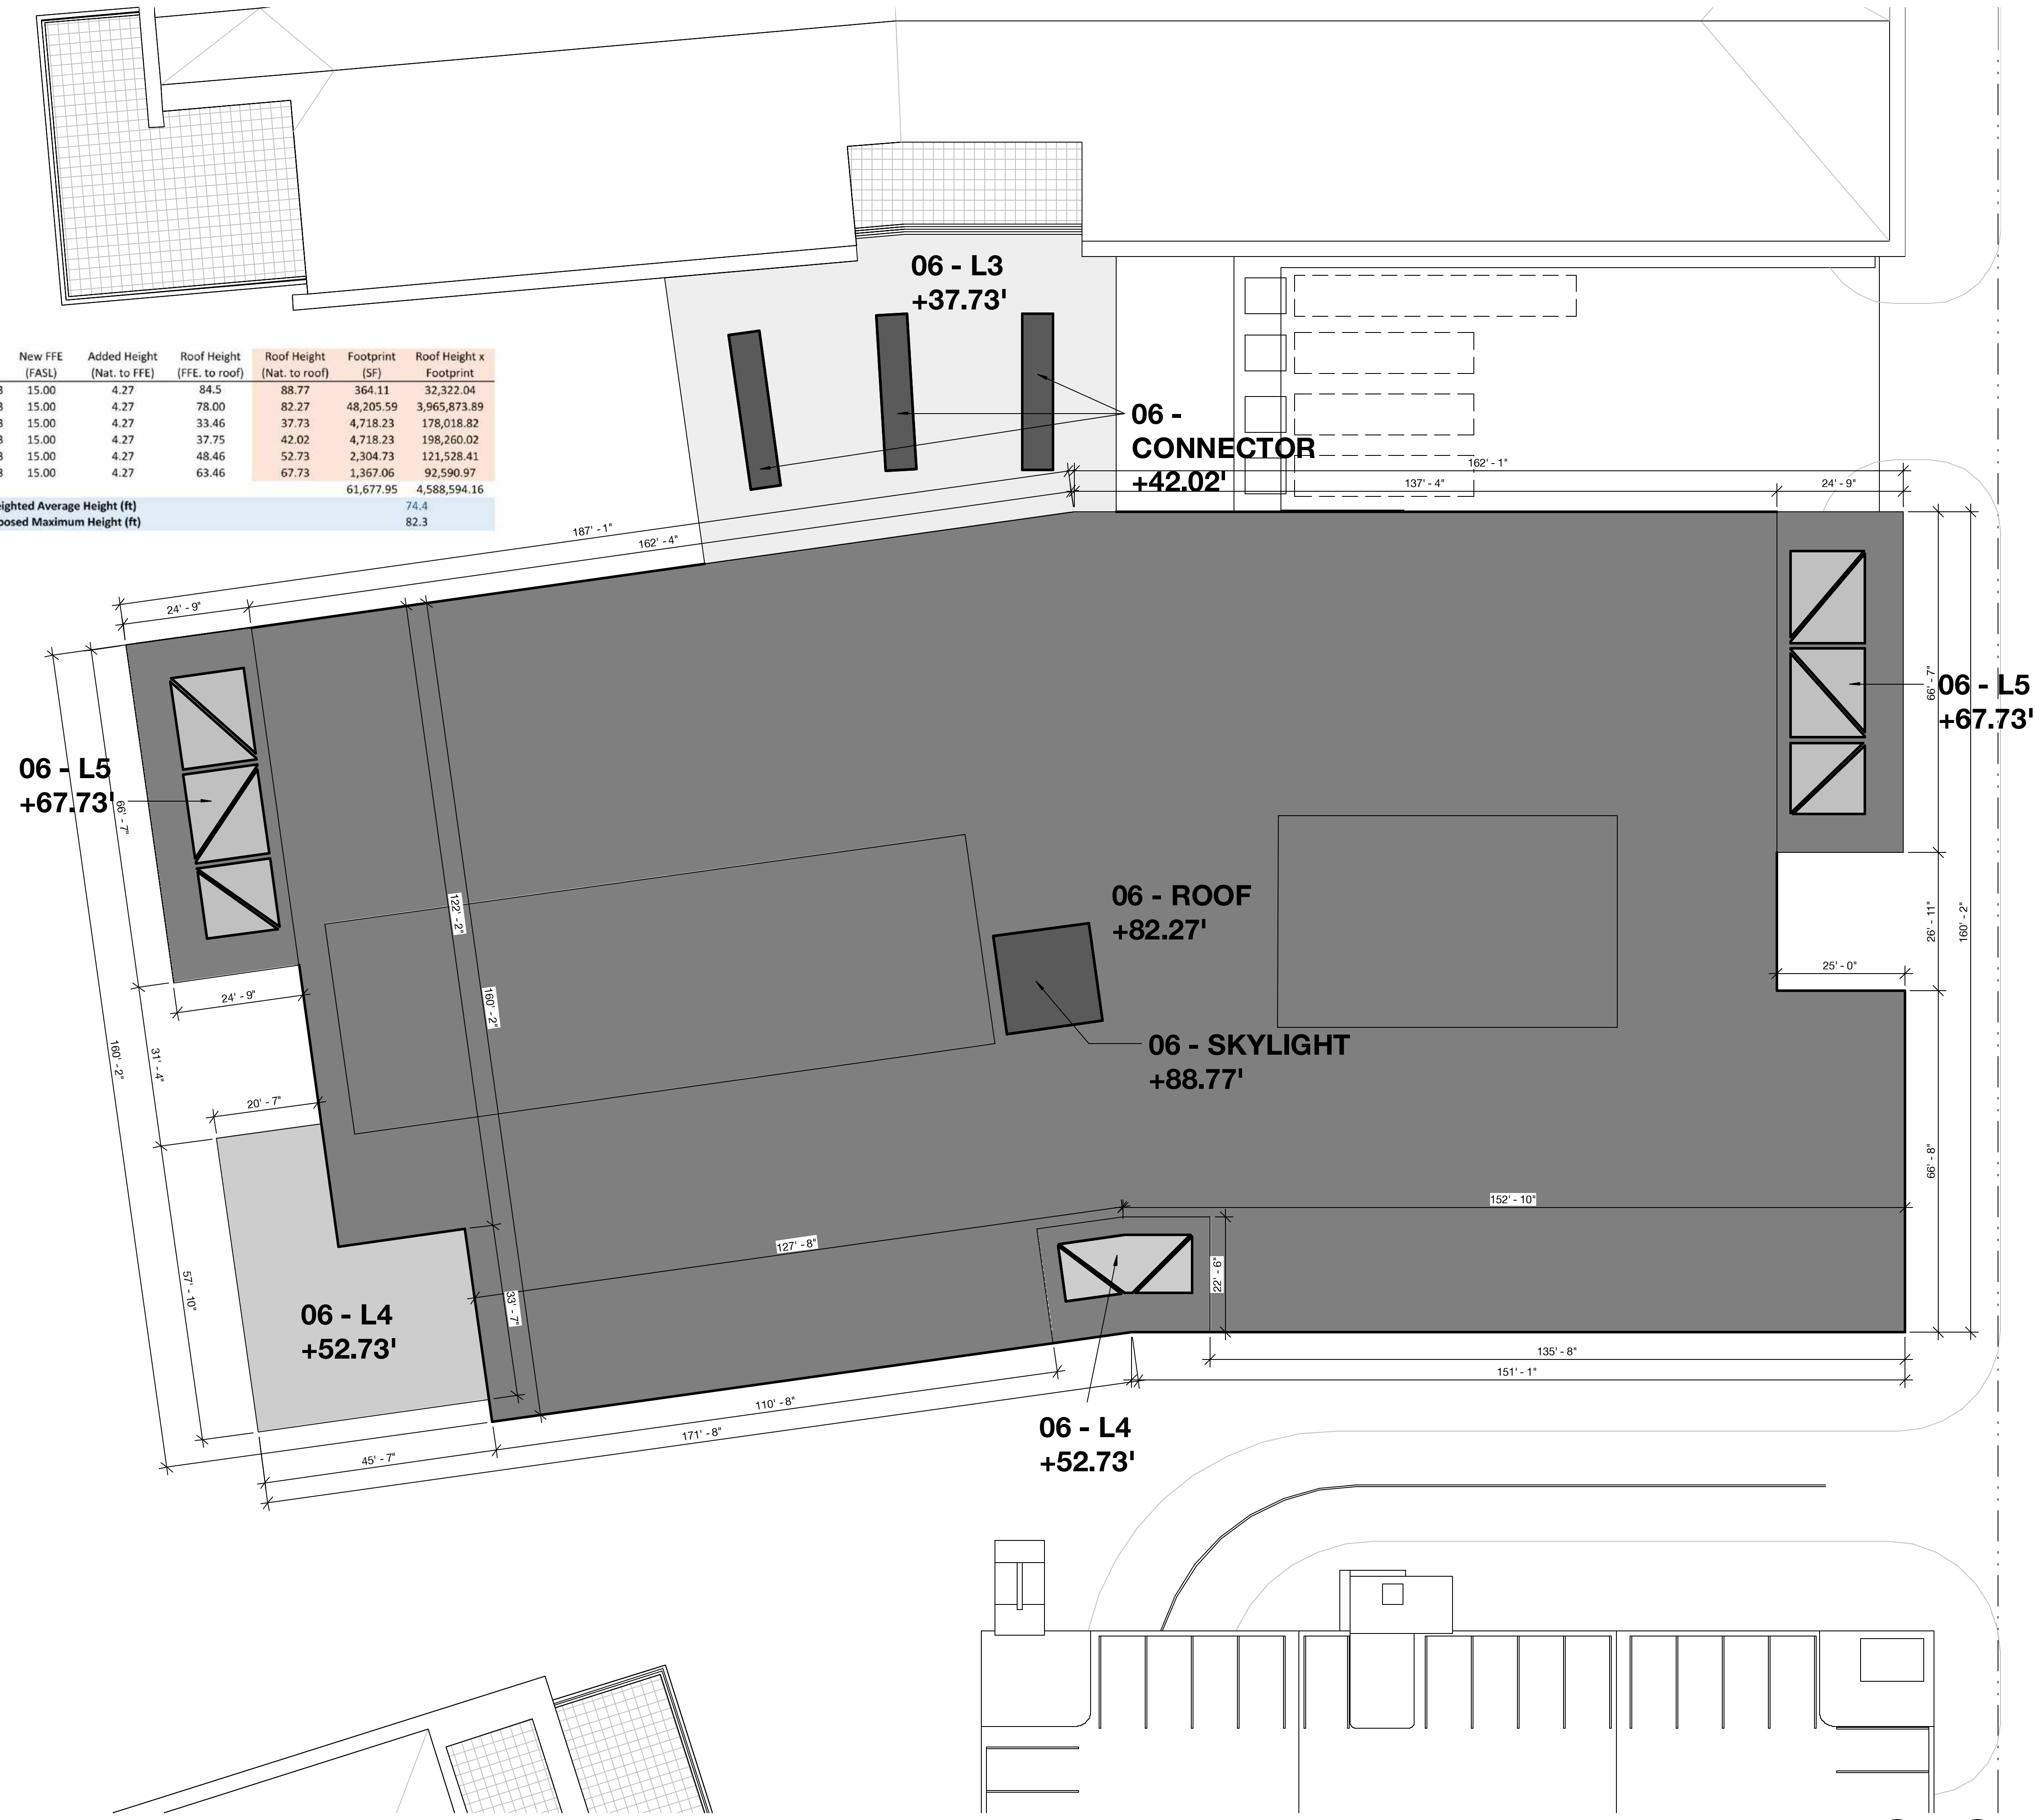 06 - L3
+37.73'
New FFE Added Height Roof Height Roof Height Footprint Roof Height x
(FASL) (Nat. to FFE) (FFE. to roof) (Nat. to roof) (SF) Footprint
3 15.00 4.27 84.5 88.77 364.11 32,322.04
3 15.00 4.27 78.00 82.27 48,205.59 3,965,873.89
3 15.00 4.27 33.46 37.73 4,718.23 178,018.82
3 15.00 4.27 37.75 42.02 4,718.23 198,260.02
3 15.00 4.27 48.46 52.73 2,304.73 121,528.41
3 15.00 4.27 63.46 67.73 1,367.06 92,590.97
61,677.95 4,588,594.16
ighted Average Height (ft) 74.4
posed Maximum Height (ft) 82.3
06 -
CONNECTOR
+42.02'
162' - 1"
137' - 4"
24' - 9"
187' - 1"
162' - 4"
24' - 9"
66' - 7"
06 - L5
+67.73'
06 - L5
+67.73'
66' - 7"
122' - 2"
06 - ROOF
+82.27'
26' - 11"
160' - 2"
25' - 0"
24' - 9"
160' - 2"
06 - SKYLIGHT
+88.77'
160' - 2"
31' - 4"
20' - 7"
66' - 8"
152' - 10"
127' - 8"
22' - 6"
57' - 10"
33' - 7"
06 - L4
+52.73'
135' - 8"
151' - 1"
110' - 8"
171' - 8"
45' - 7"
06 - L4
+52.73'